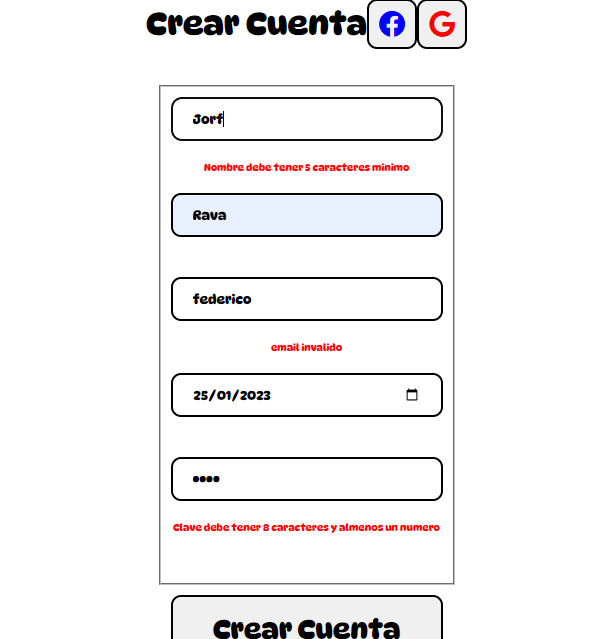 Crear Cuenta
Jorf
Nombre debe tener 5 caracteres minimo
Rava
federico
email invalido
25/01/2023
Clave debe tener 8 caracteres y almenos un numero
Crear Cuenta